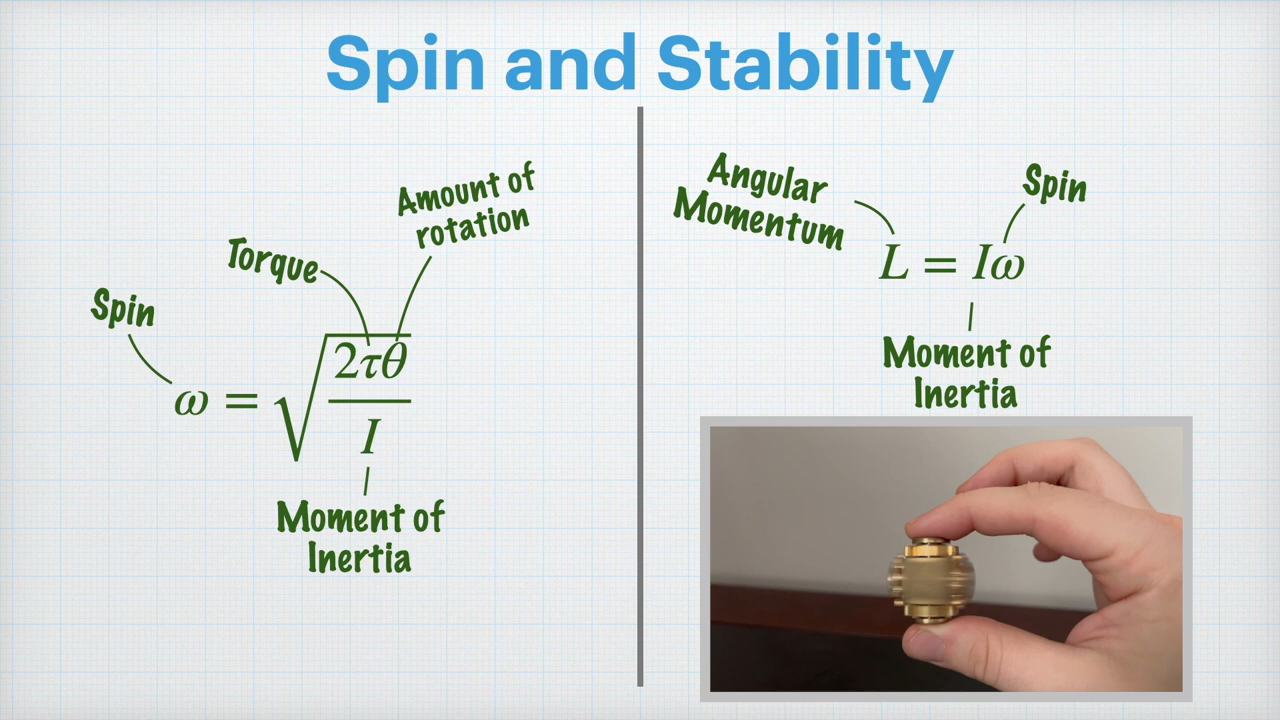 Spin and Stability
Amount of
rotation
Torque
Spin
ω = √(2τθ / I)
Moment of
Inertia
Angular
Momentum
Spin
L = Iω
Moment of
Inertia